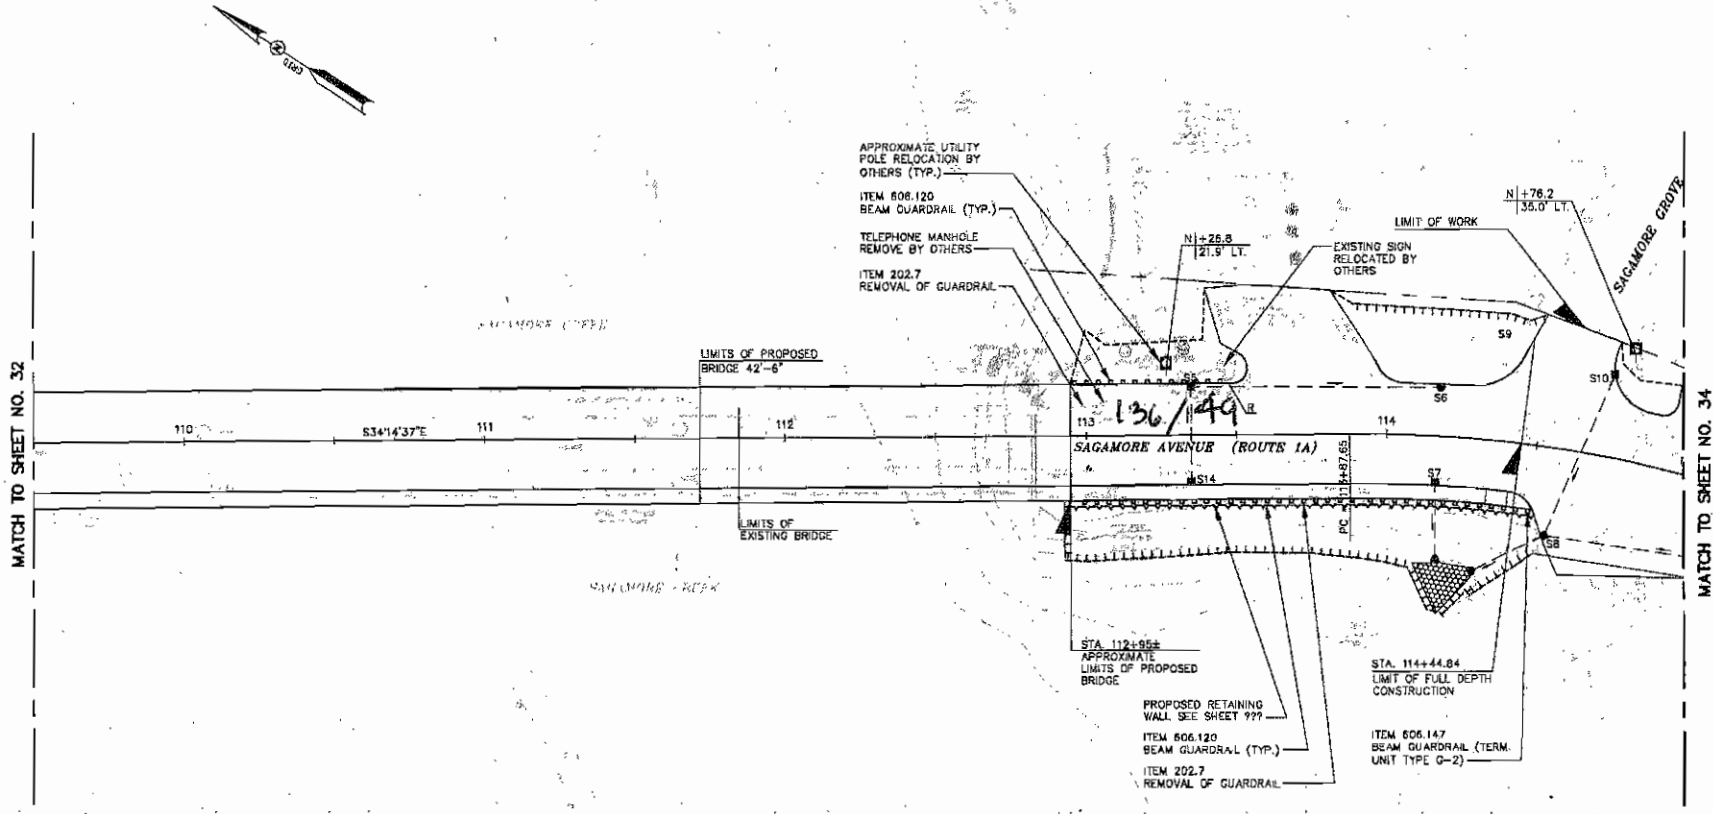 GRID
N
APPROXIMATE UTILITY
POLE RELOCATION BY
OTHERS (TYP.)
ITEM 606.120
BEAM GUARDRAIL (TYP.)
TELEPHONE MANHOLE
REMOVE BY OTHERS
ITEM 202.7
REMOVAL OF GUARDRAIL
N +26.8
21.9' LT.
EXISTING SIGN
RELOCATED BY
OTHERS
LIMIT OF WORK
N +76.2
35.0' LT.
SAGAMORE GROVE
SAGAMORE CREEK
LIMITS OF PROPOSED
BRIDGE 42'-6"
MATCH TO SHEET NO. 32
110
S34°14'37"E
111
112
113
114
136/149
R
S5
S6
S9
S10
SAGAMORE AVENUE (ROUTE 1A)
PC 113+87.65
S14
S7
S8
MATCH TO SHEET NO. 34
LIMITS OF
EXISTING BRIDGE
SAGAMORE CREEK
STA. 112+95±
APPROXIMATE
LIMITS OF PROPOSED
BRIDGE
PROPOSED RETAINING
WALL SEE SHEET ???
ITEM 606.120
BEAM GUARDRAIL (TYP.)
ITEM 202.7
REMOVAL OF GUARDRAIL
STA. 114+44.84
LIMIT OF FULL DEPTH
CONSTRUCTION
ITEM 606.147
BEAM GUARDRAIL (TERM.
UNIT TYPE G-2)